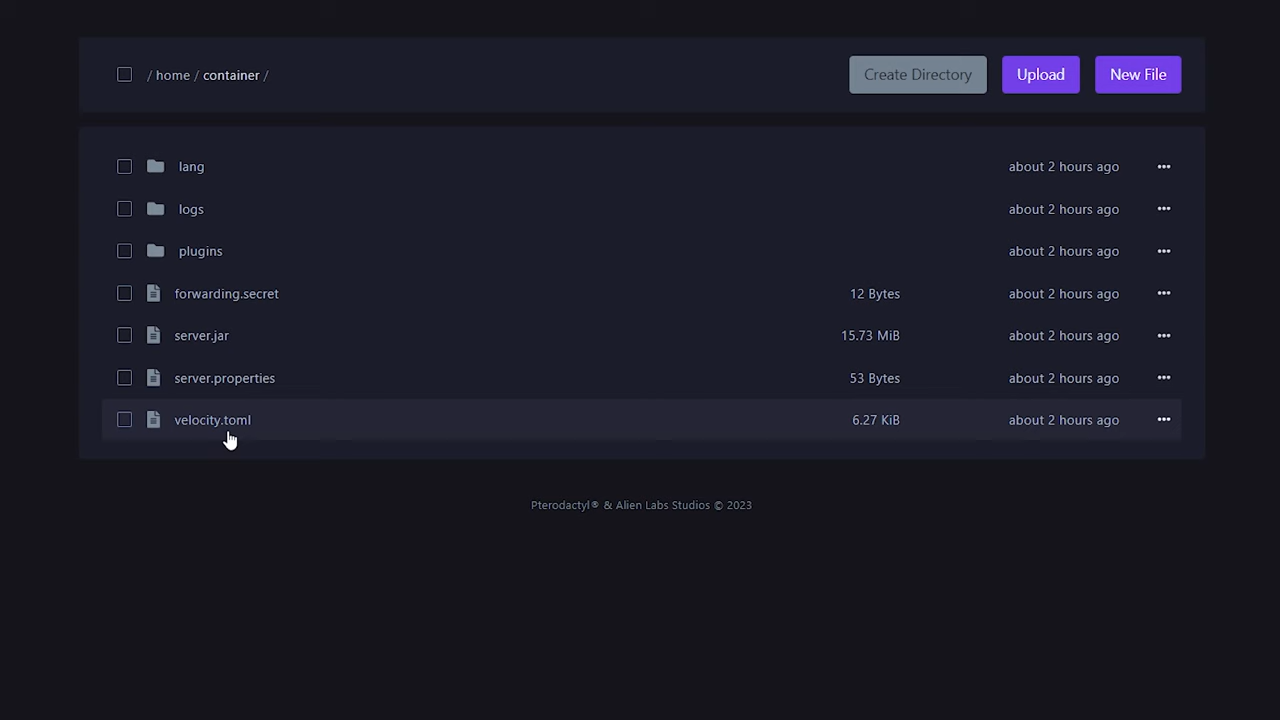 / home / container /
Create Directory
Upload
New File
lang about 2 hours ago •••
logs about 2 hours ago •••
plugins about 2 hours ago •••
forwarding.secret 12 Bytes about 2 hours ago •••
server.jar 15.73 MiB about 2 hours ago •••
server.properties 53 Bytes about 2 hours ago •••
velocity.toml 6.27 KiB about 2 hours ago •••
Pterodactyl® & Alien Labs Studios © 2023